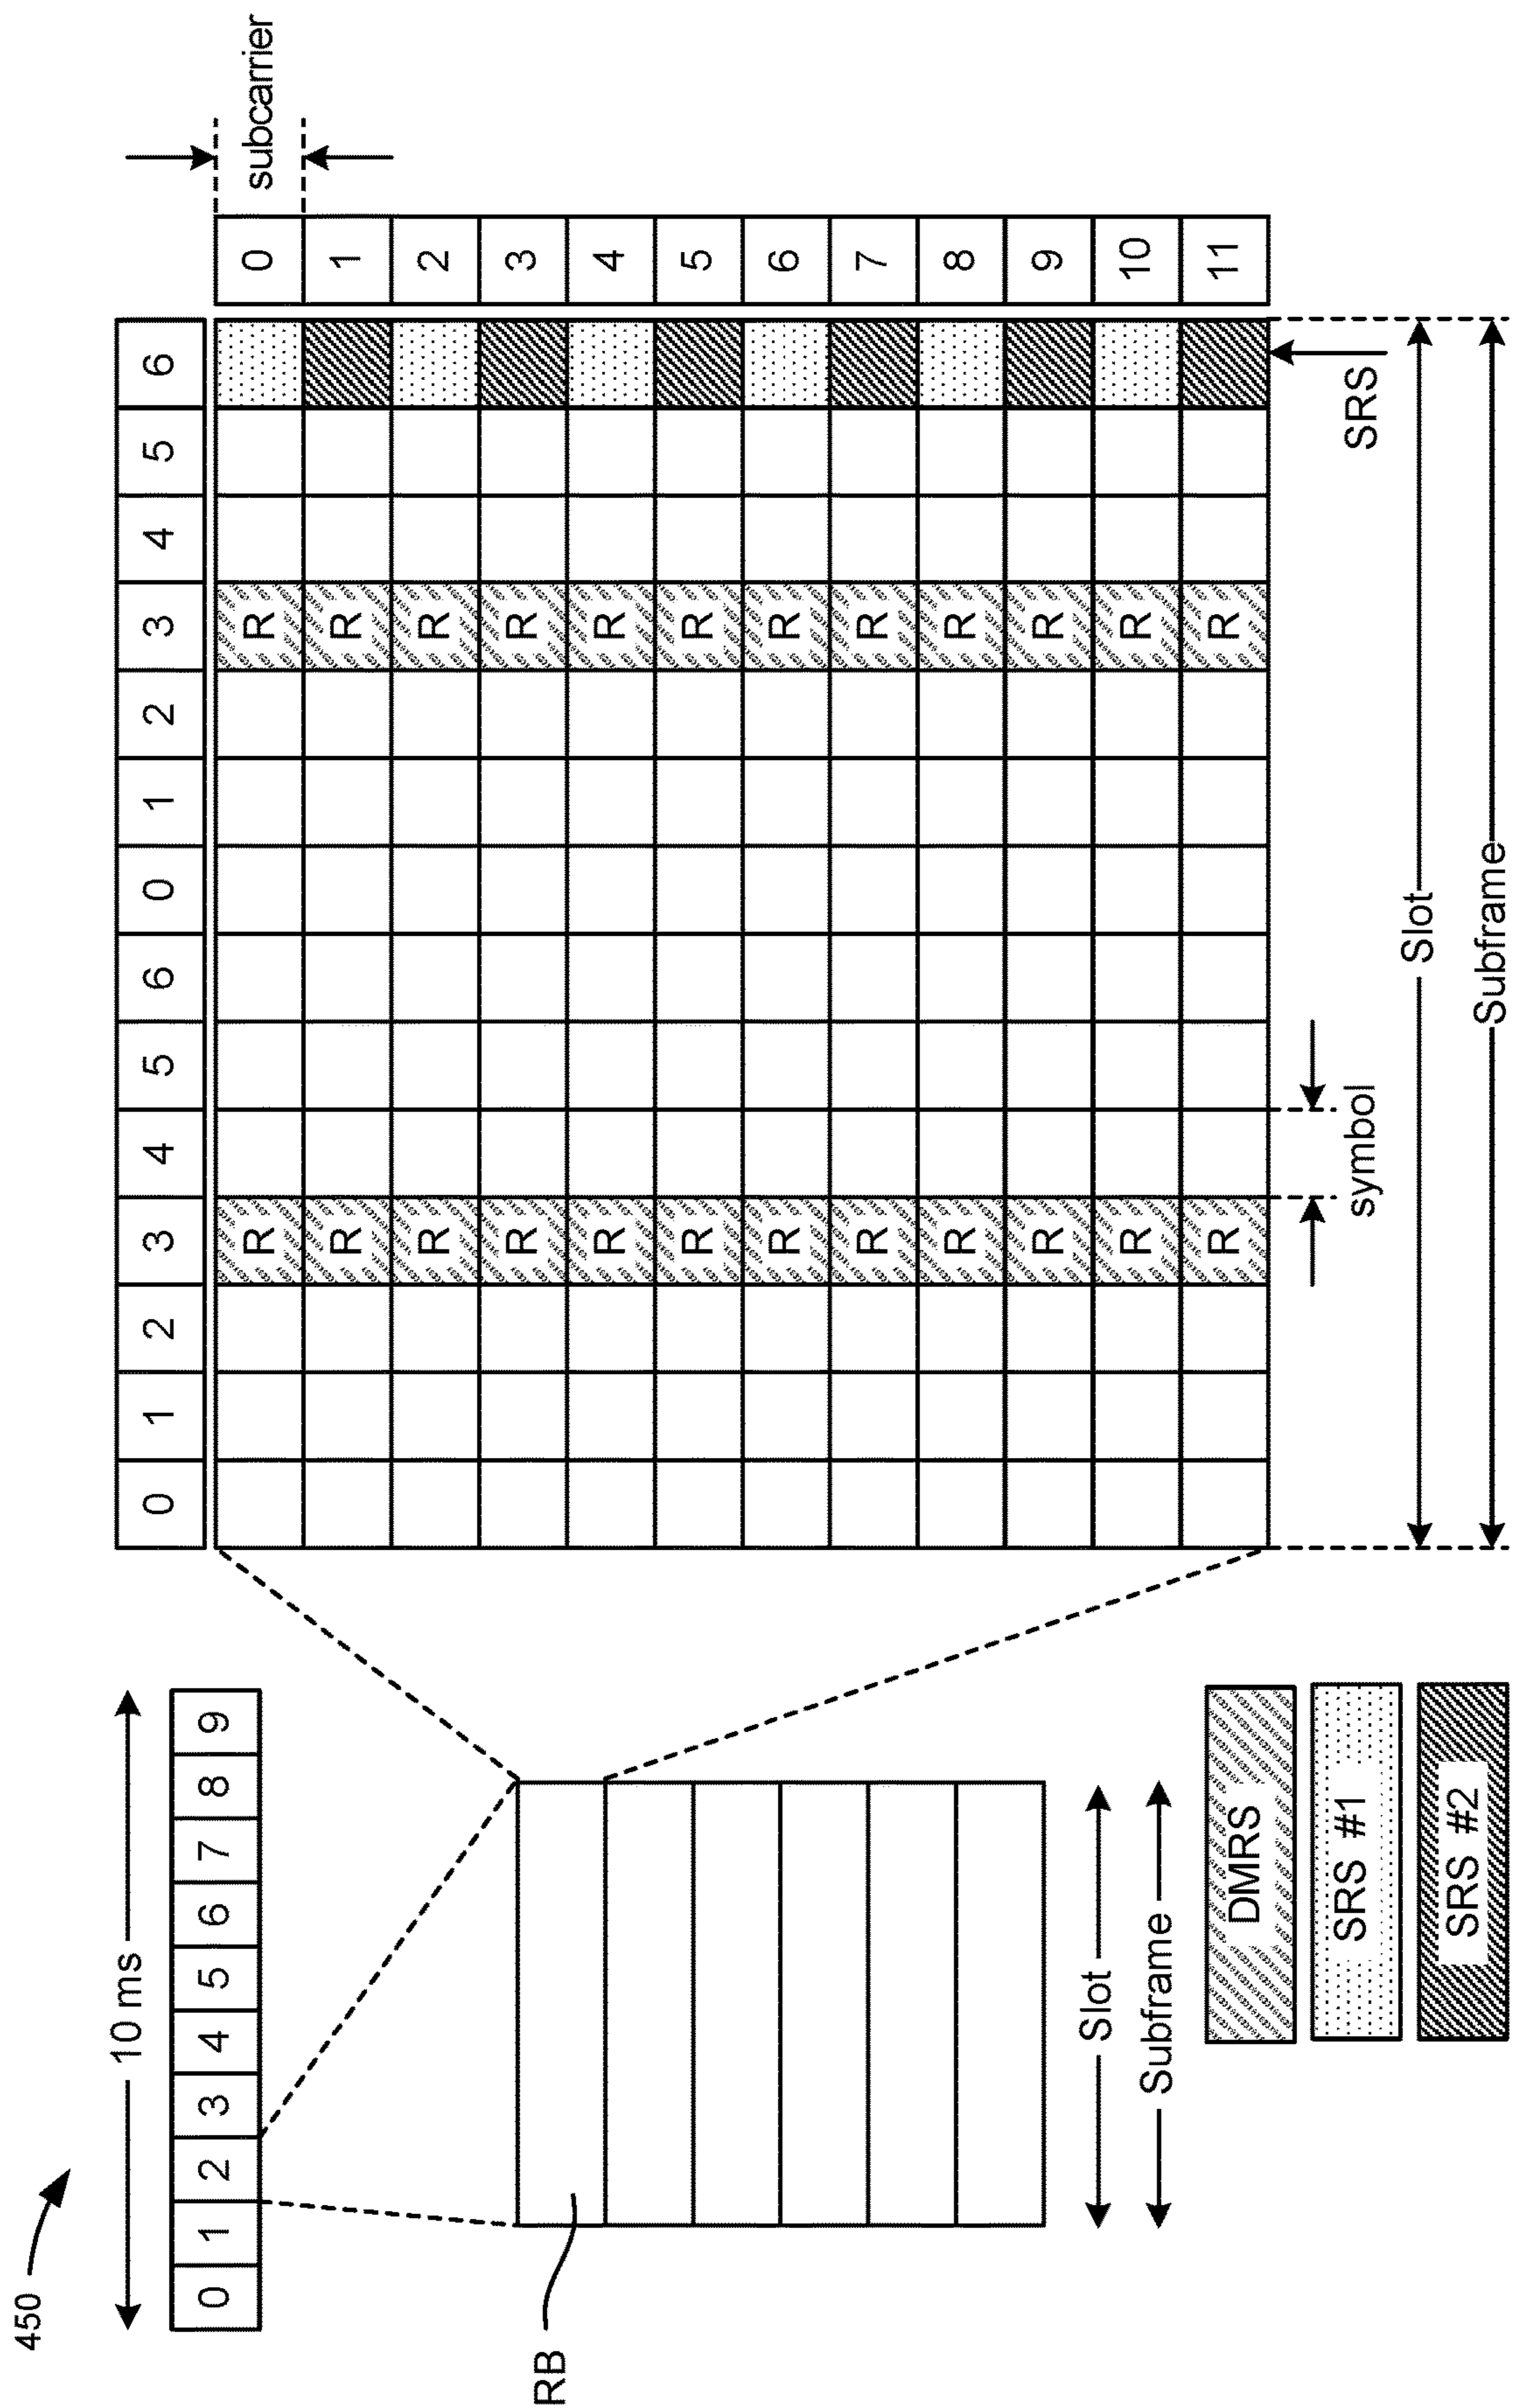 450
10 ms
0 1 2 3 4 5 6 7 8 9
RB
Slot
Subframe
DMRS
SRS #1
SRS #2
0 1 2 3 4 5 6 0 1 2 3 4 5 6
subcarrier
R R 0
R R 1
R R 2
R R 3
R R 4
R R 5
R R 6
R R 7
R R 8
R R 9
R R 10
R R 11
symbol
SRS
Slot
Subframe